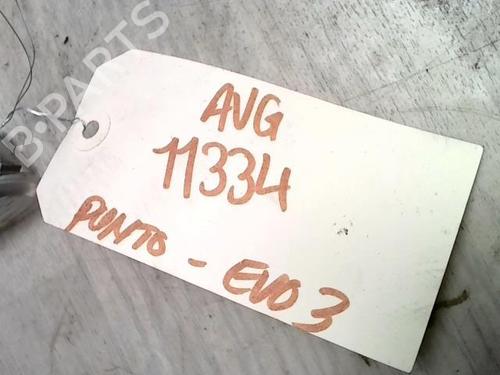 B-PARTS
AVG
11334
PUNTO - EVO 3